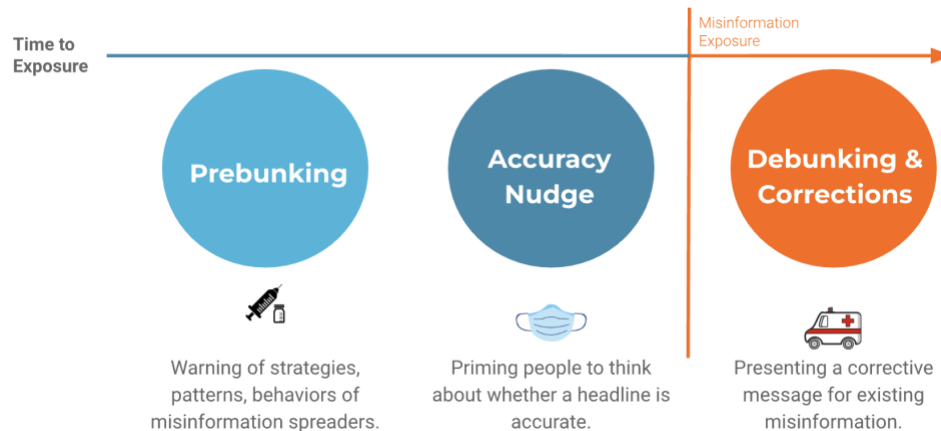 Time to
Exposure
Misinformation
Exposure
Prebunking
Accuracy
Nudge
Debunking &
Corrections
Warning of strategies,
patterns, behaviors of
misinformation spreaders.
Priming people to think
about whether a headline is
accurate.
Presenting a corrective
message for existing
misinformation.